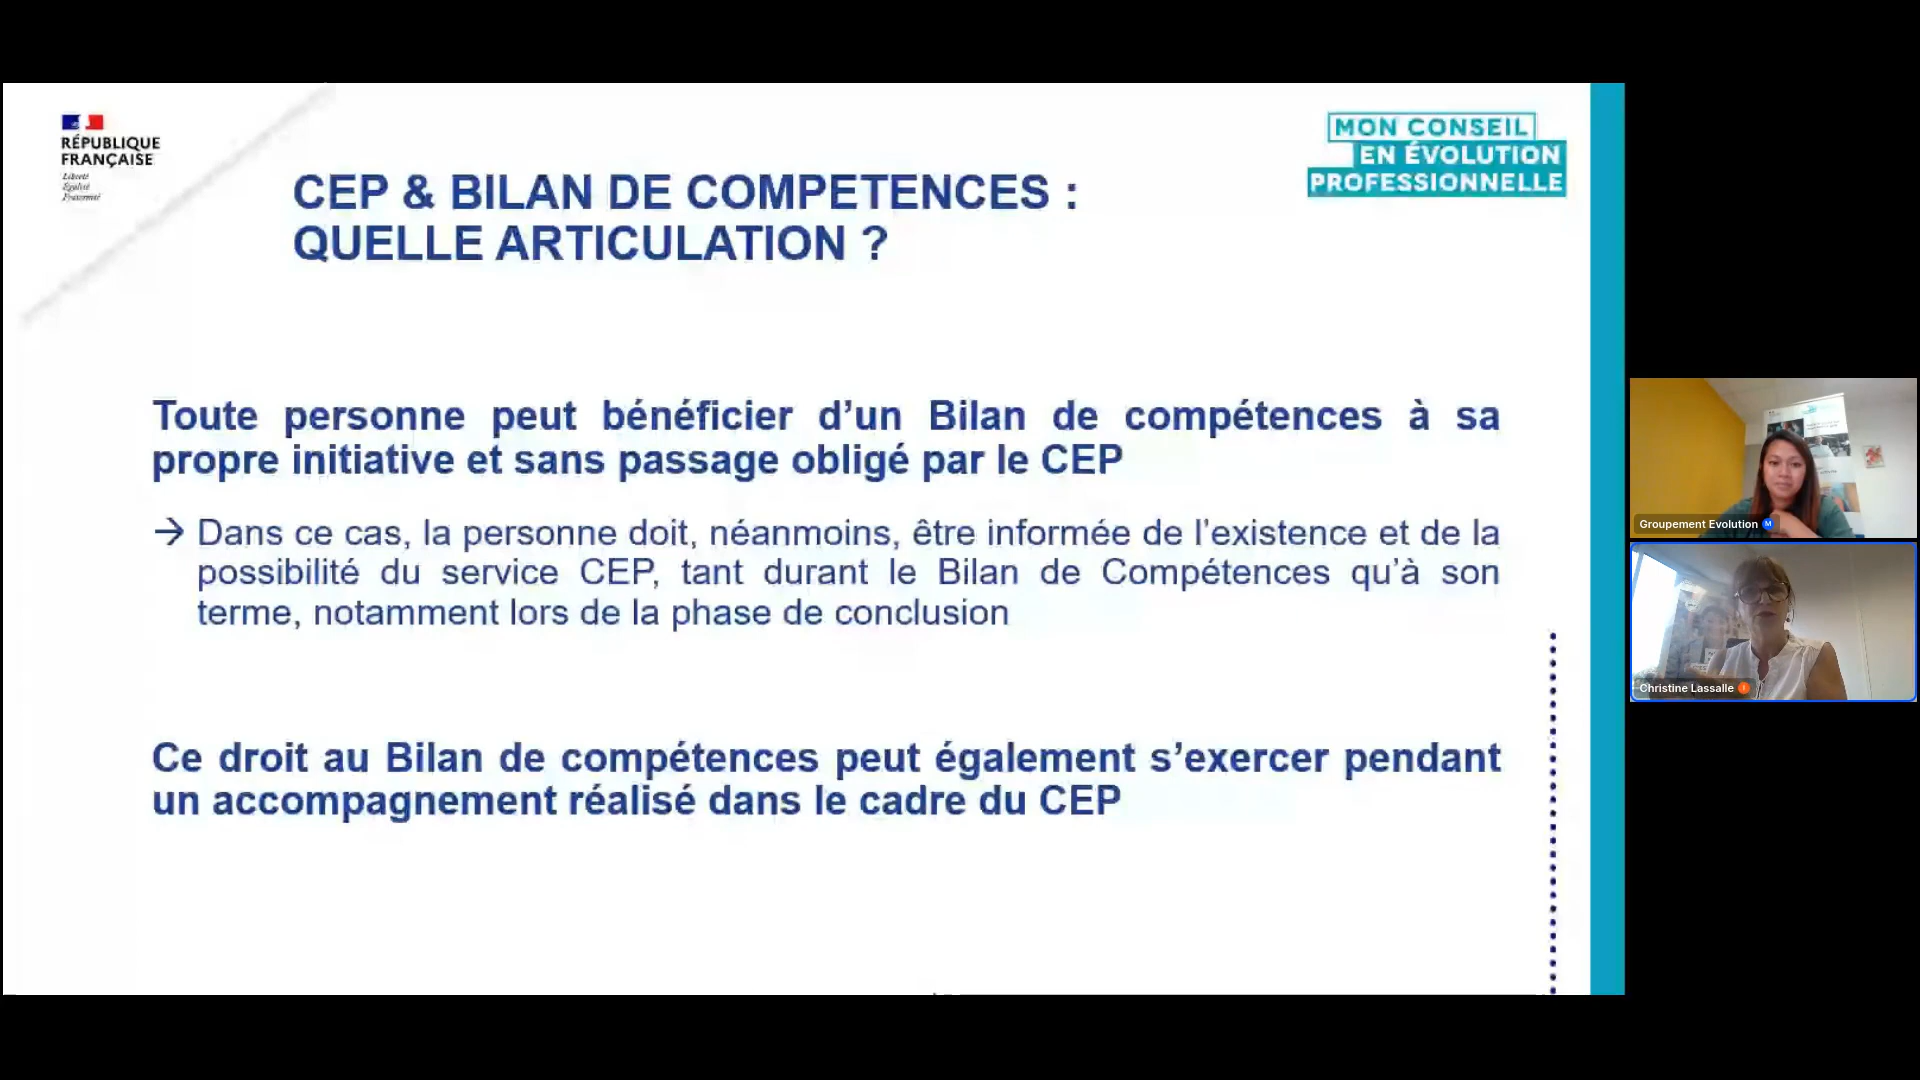 RÉPUBLIQUE
FRANÇAISE
Liberté
Égalité
Fraternité
MON CONSEIL
EN ÉVOLUTION
PROFESSIONNELLE
CEP & BILAN DE COMPETENCES :
QUELLE ARTICULATION ?
Toute personne peut bénéficier d’un Bilan de compétences à sa
propre initiative et sans passage obligé par le CEP
→ Dans ce cas, la personne doit, néanmoins, être informée de l’existence et de la
possibilité du service CEP, tant durant le Bilan de Compétences qu’à son
terme, notamment lors de la phase de conclusion
Ce droit au Bilan de compétences peut également s’exercer pendant
un accompagnement réalisé dans le cadre du CEP
Groupement Evolution M
Christine Lassalle